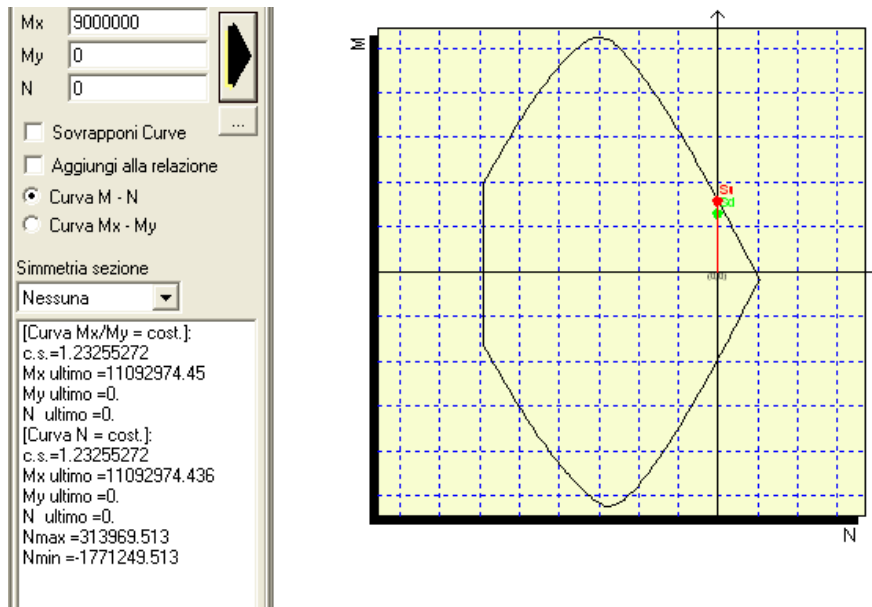 Mx 9000000
My 0
N 0
...
Sovrapponi Curve
Aggiungi alla relazione
Curva M - N
Curva Mx - My
Simmetria sezione
Nessuna
[Curva Mx/My = cost.]:
c.s.=1.23255272
Mx ultimo =11092974.45
My ultimo =0.
N ultimo =0.
[Curva N = cost.]:
c.s.=1.23255272
Mx ultimo =11092974.436
My ultimo =0.
N ultimo =0.
Nmax =313969.513
Nmin =-1771249.513
M
Su
Sd
(0,0)
N